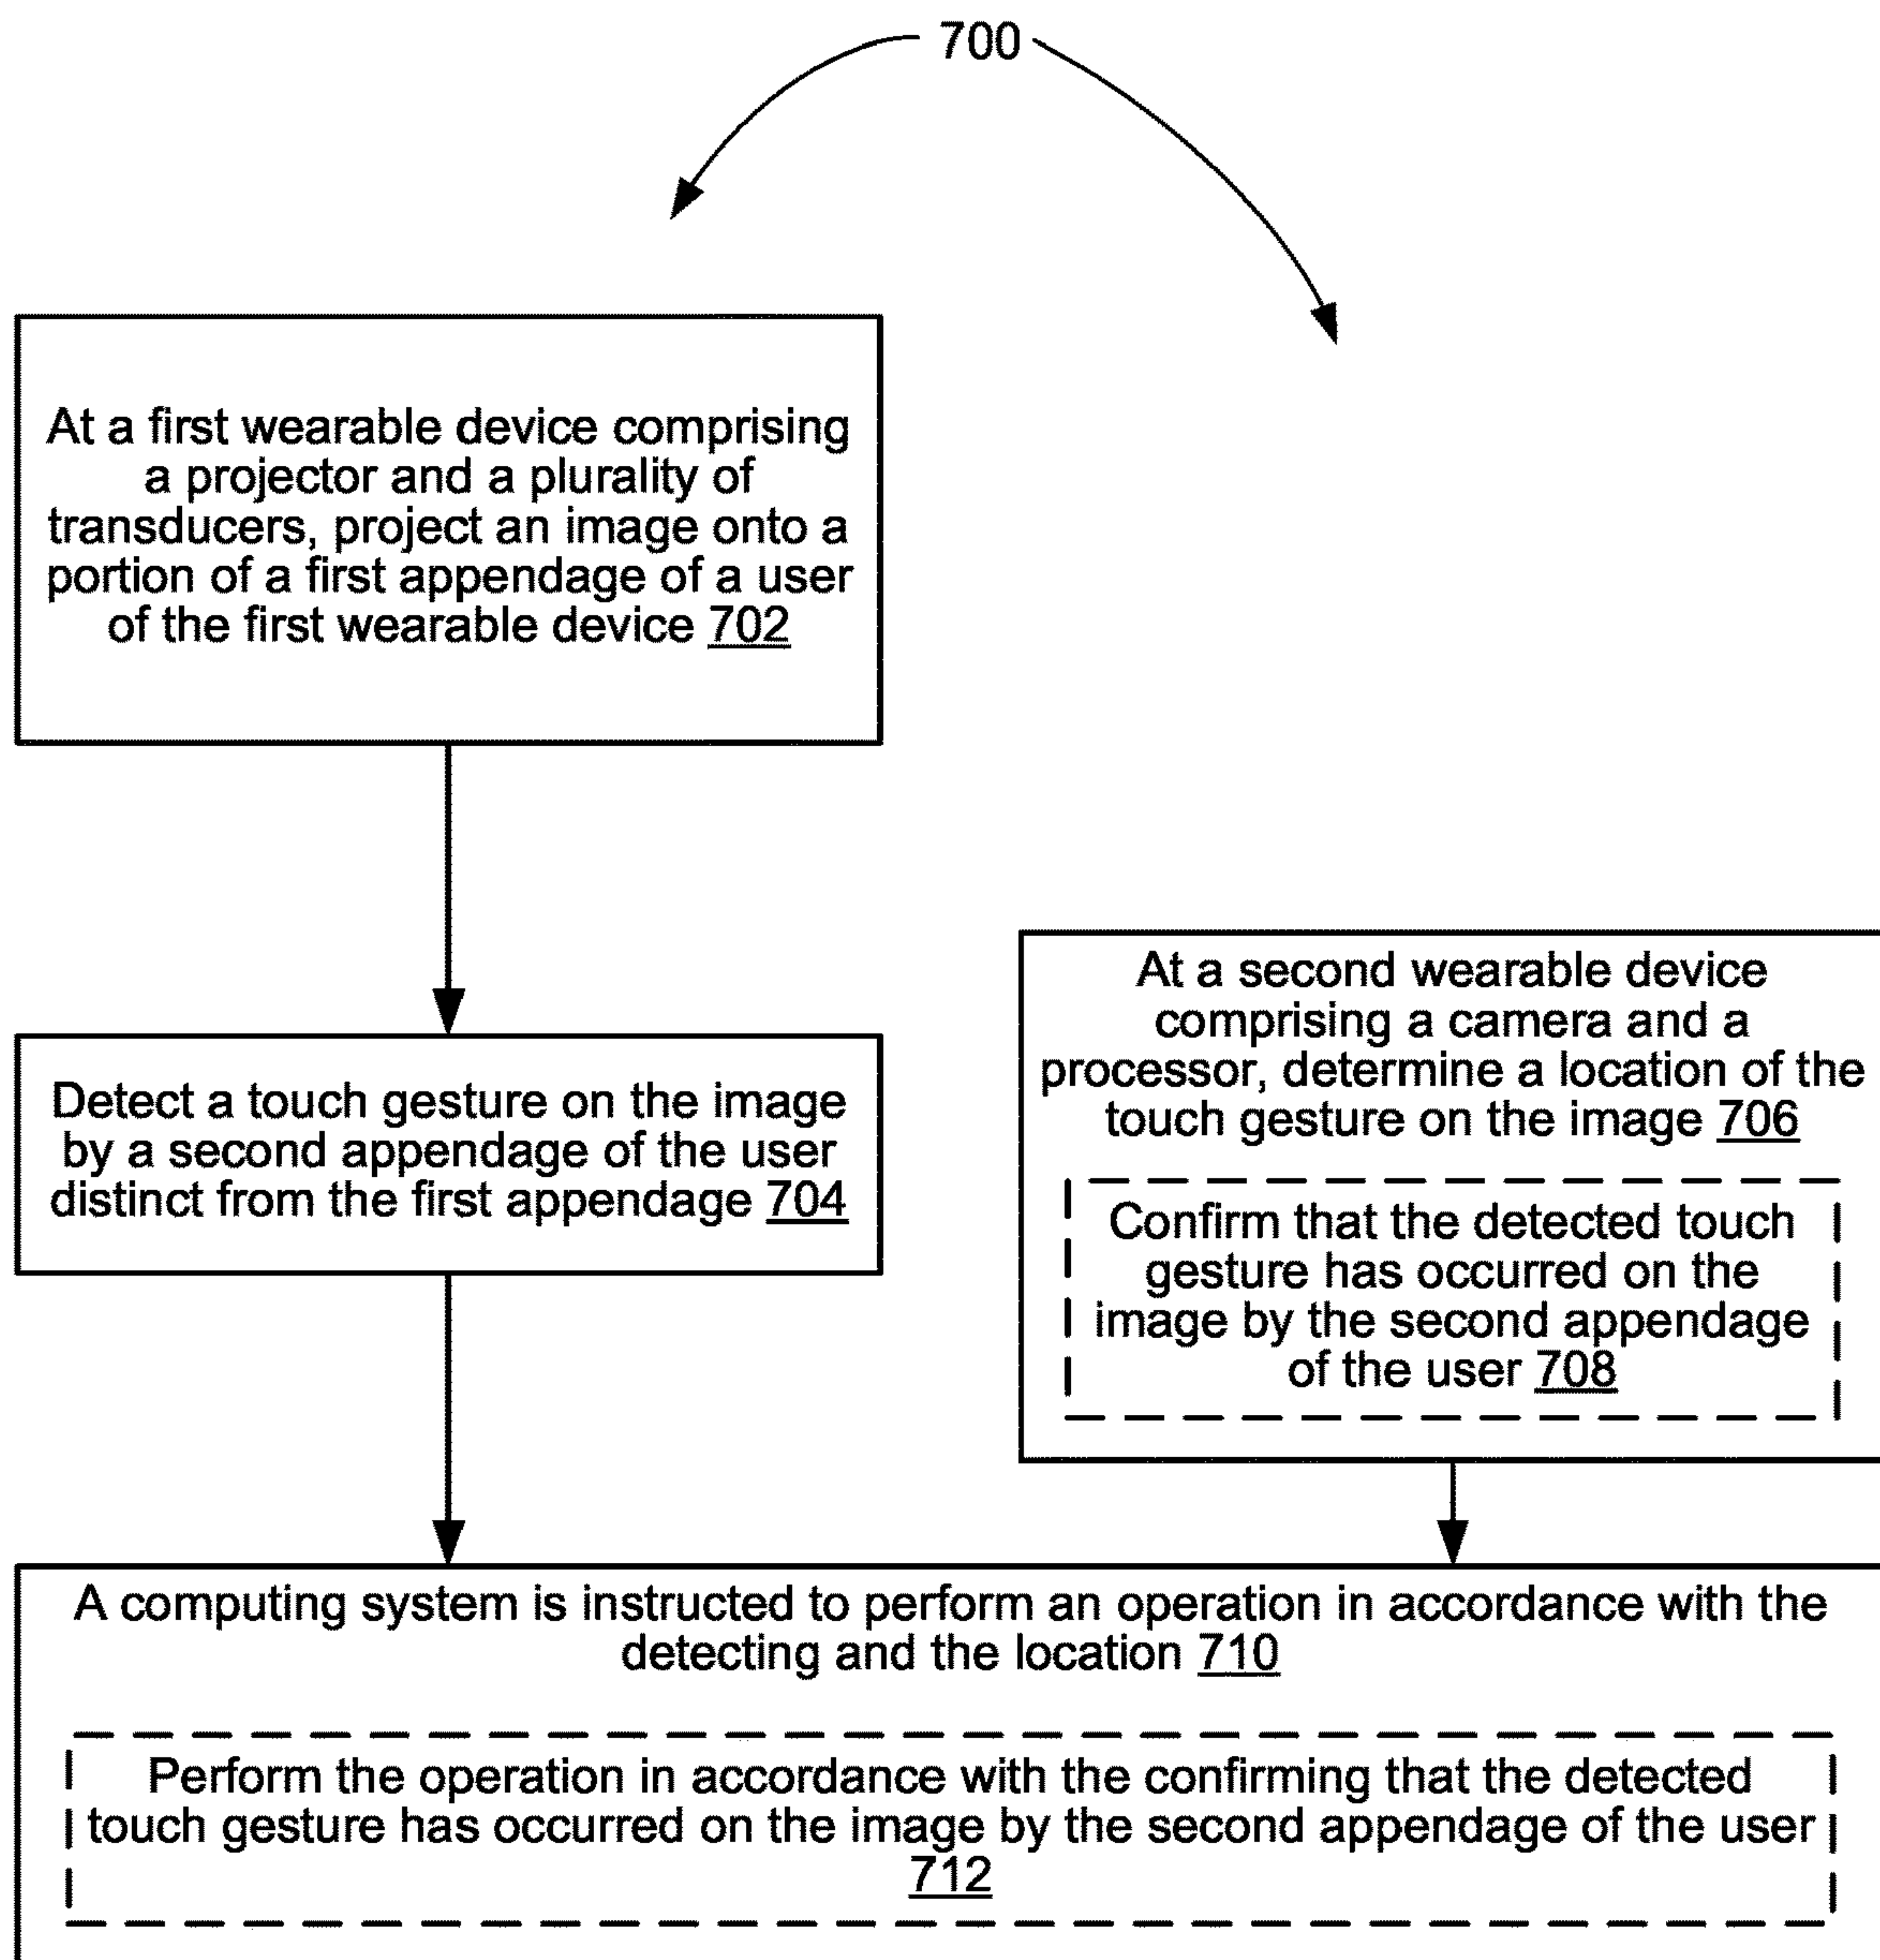 700
At a first wearable device comprising
a projector and a plurality of
transducers, project an image onto a
portion of a first appendage of a user
of the first wearable device 702
Detect a touch gesture on the image
by a second appendage of the user
distinct from the first appendage 704
At a second wearable device
comprising a camera and a
processor, determine a location of the
touch gesture on the image 706
Confirm that the detected touch
gesture has occurred on the
image by the second appendage
of the user 708
A computing system is instructed to perform an operation in accordance with the
detecting and the location 710
Perform the operation in accordance with the confirming that the detected
touch gesture has occurred on the image by the second appendage of the user
712